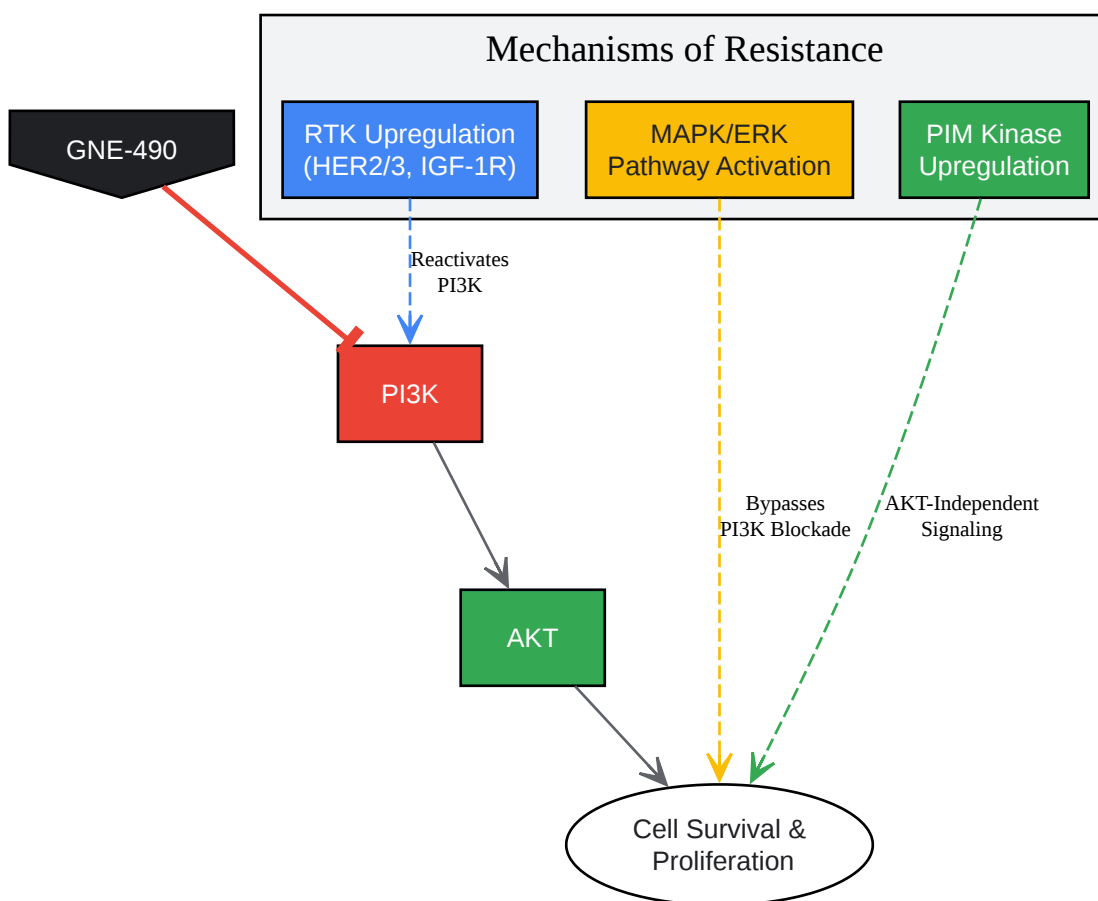 Mechanisms of Resistance
GNE-490
RTK Upregulation
(HER2/3, IGF-1R)
MAPK/ERK
Pathway Activation
PIM Kinase
Upregulation
Reactivates
PI3K
PI3K
Bypasses
PI3K Blockade
AKT-Independent
Signaling
AKT
Cell Survival &
Proliferation